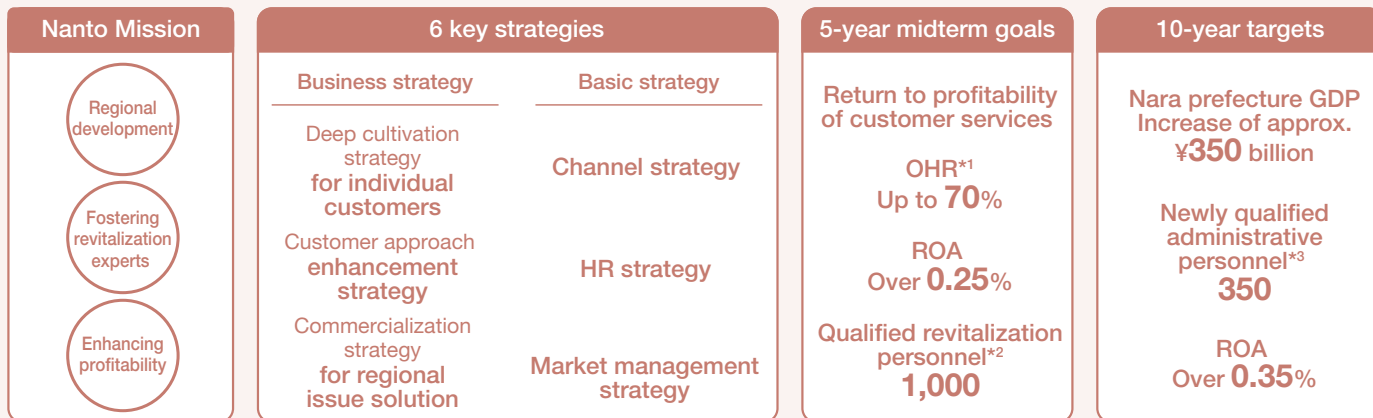 Nanto Mission
Regional
development
Fostering
revitalization
experts
Enhancing
profitability
6 key strategies
Business strategy
Deep cultivation
strategy
for individual
customers
Customer approach
enhancement
strategy
Commercialization
strategy
for regional
issue solution
Basic strategy
Channel strategy
HR strategy
Market management
strategy
5-year midterm goals
Return to profitability
of customer services
OHR*1
Up to 70%
ROA
Over 0.25%
Qualified revitalization
personnel*2
1,000
10-year targets
Nara prefecture GDP
Increase of approx.
¥350 billion
Newly qualified
administrative
personnel*3
350
ROA
Over 0.35%